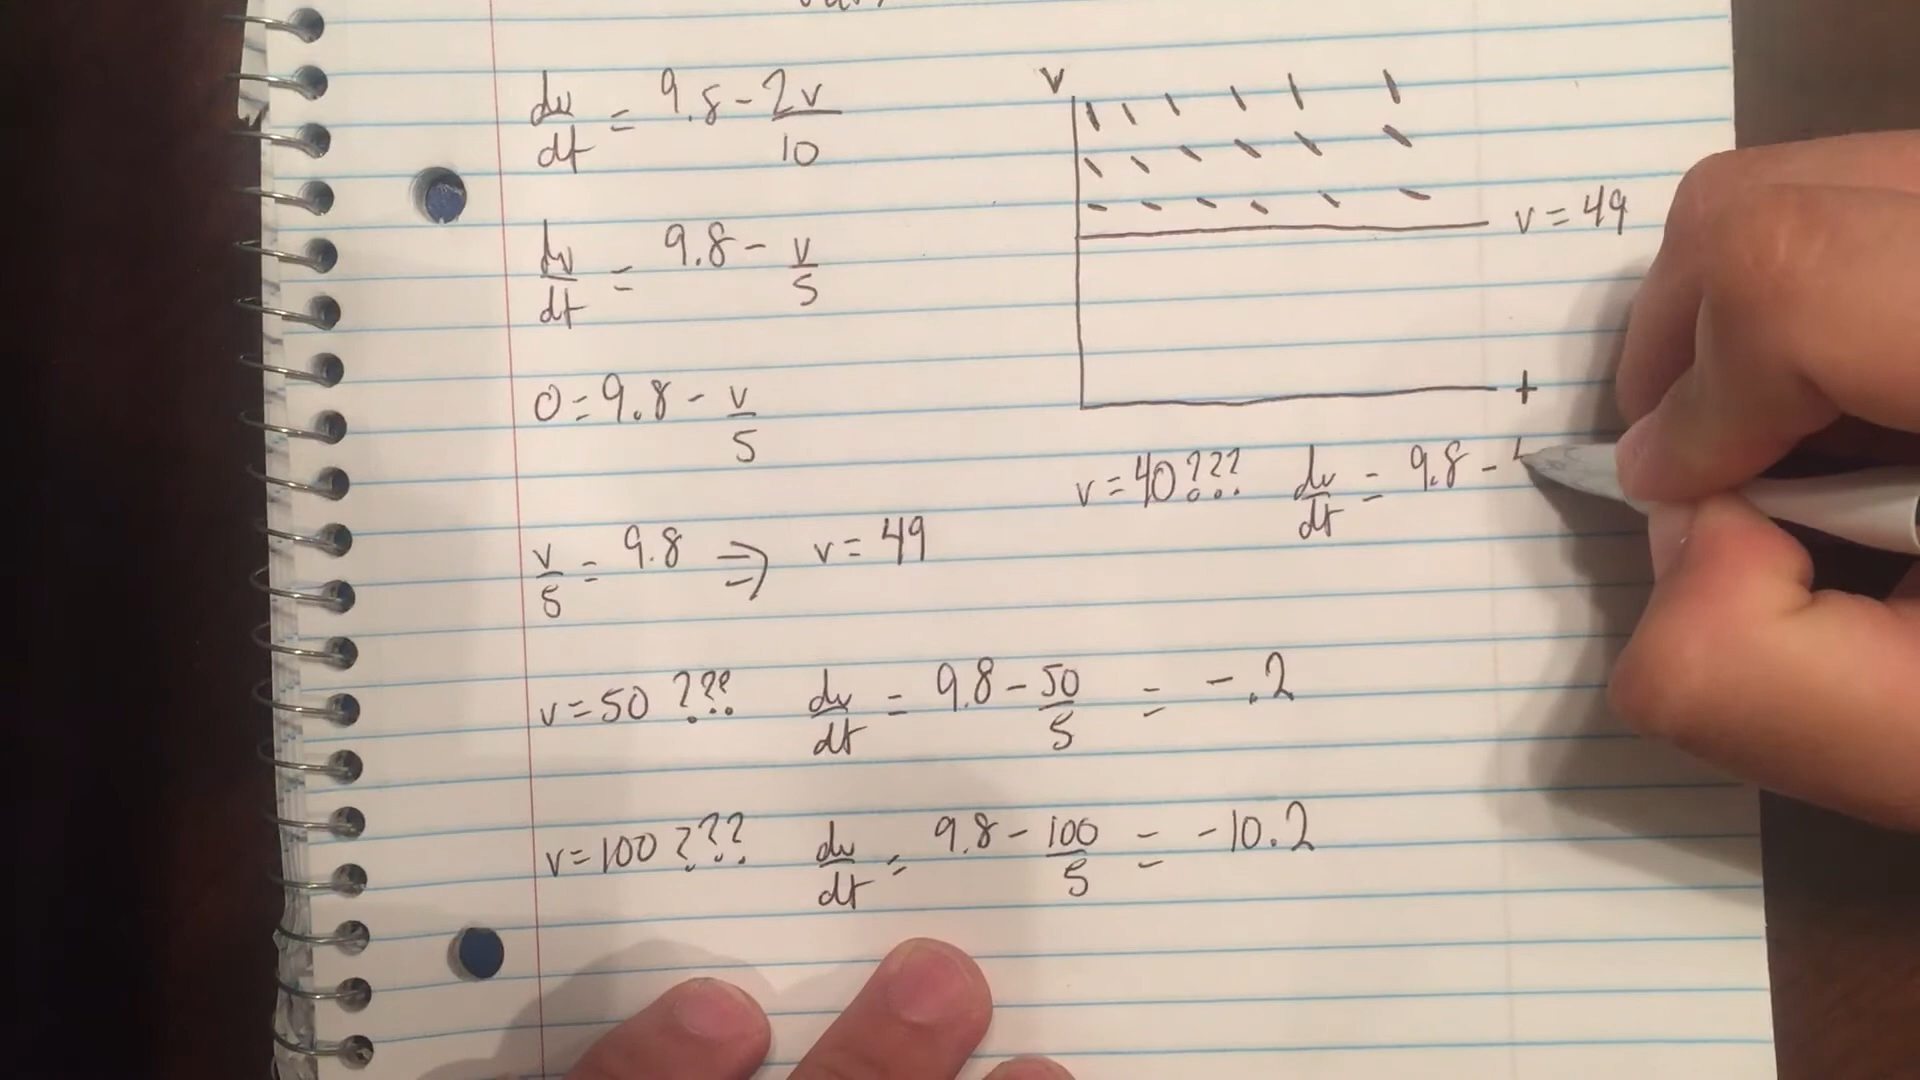 dv/dt = 9.8 - 2v/10
dv/dt = 9.8 - v/5
0 = 9.8 - v/5
v/5 = 9.8 ⇒ v = 49
v = 50 ??? dv/dt = 9.8 - 50/5 = -.2
v = 100 ??? dv/dt = 9.8 - 100/5 = -10.2
v
v = 49
t
v = 40 ??? dv/dt = 9.8 -